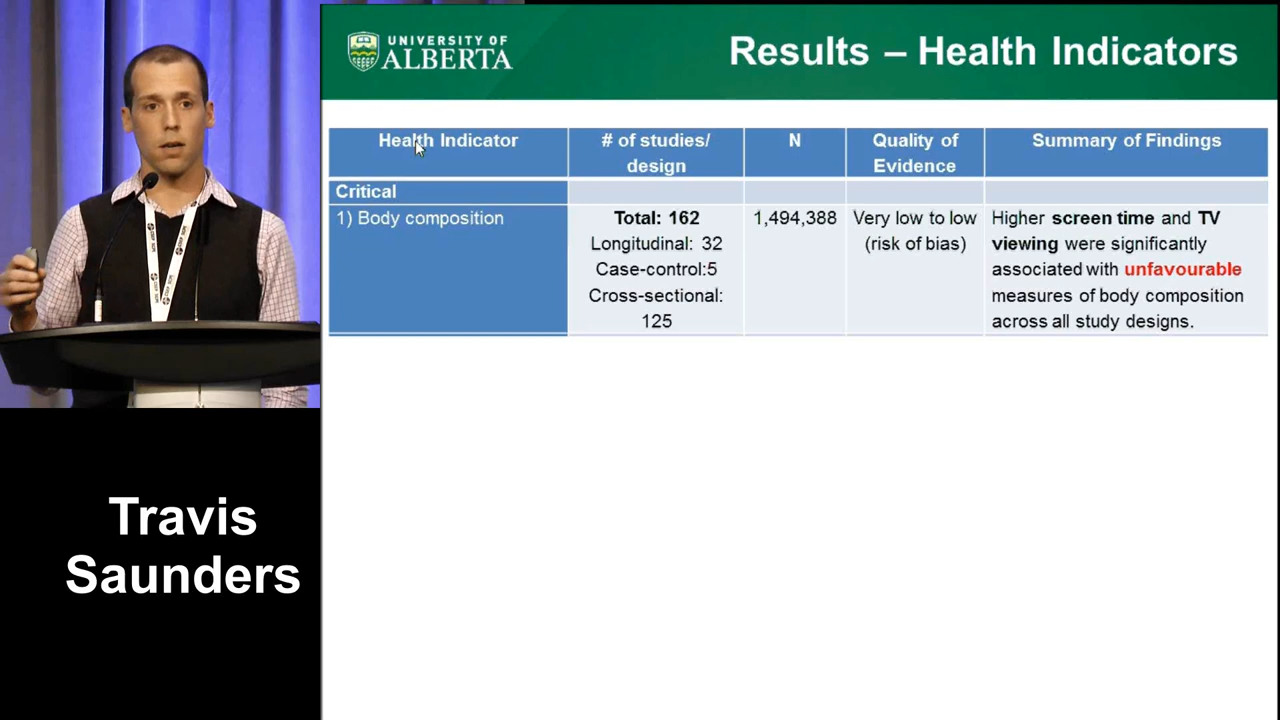 UNIVERSITY OF
ALBERTA
Results – Health Indicators
Health Indicator
# of studies/
design
N
Quality of
Evidence
Summary of Findings
Critical
1) Body composition
Total: 162
Longitudinal: 32
Case-control:5
Cross-sectional:
125
1,494,388
Very low to low
(risk of bias)
Higher screen time and TV
viewing were significantly
associated with unfavourable
measures of body composition
across all study designs.
Travis
Saunders